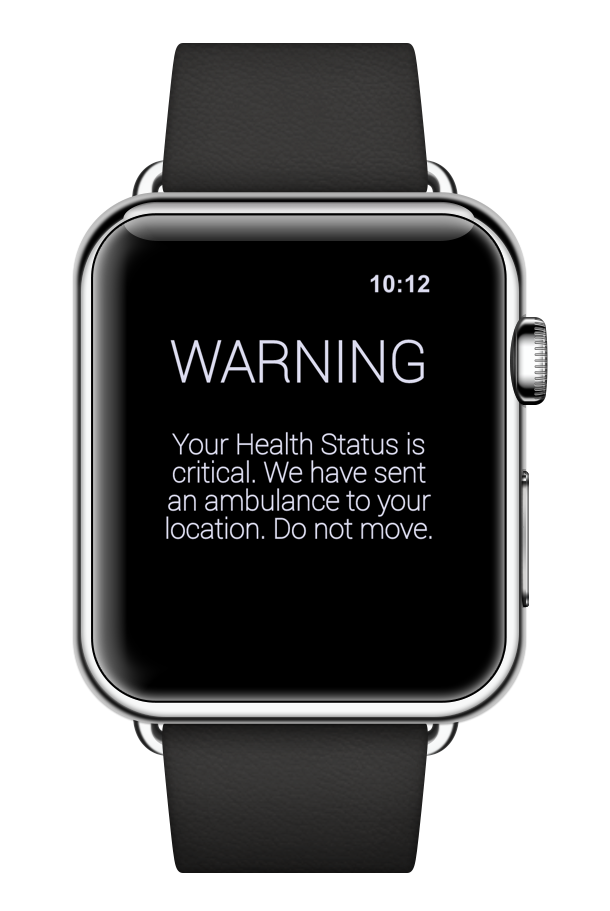 10:12
WARNING
Your Health Status is
critical. We have sent
an ambulance to your
location. Do not move.